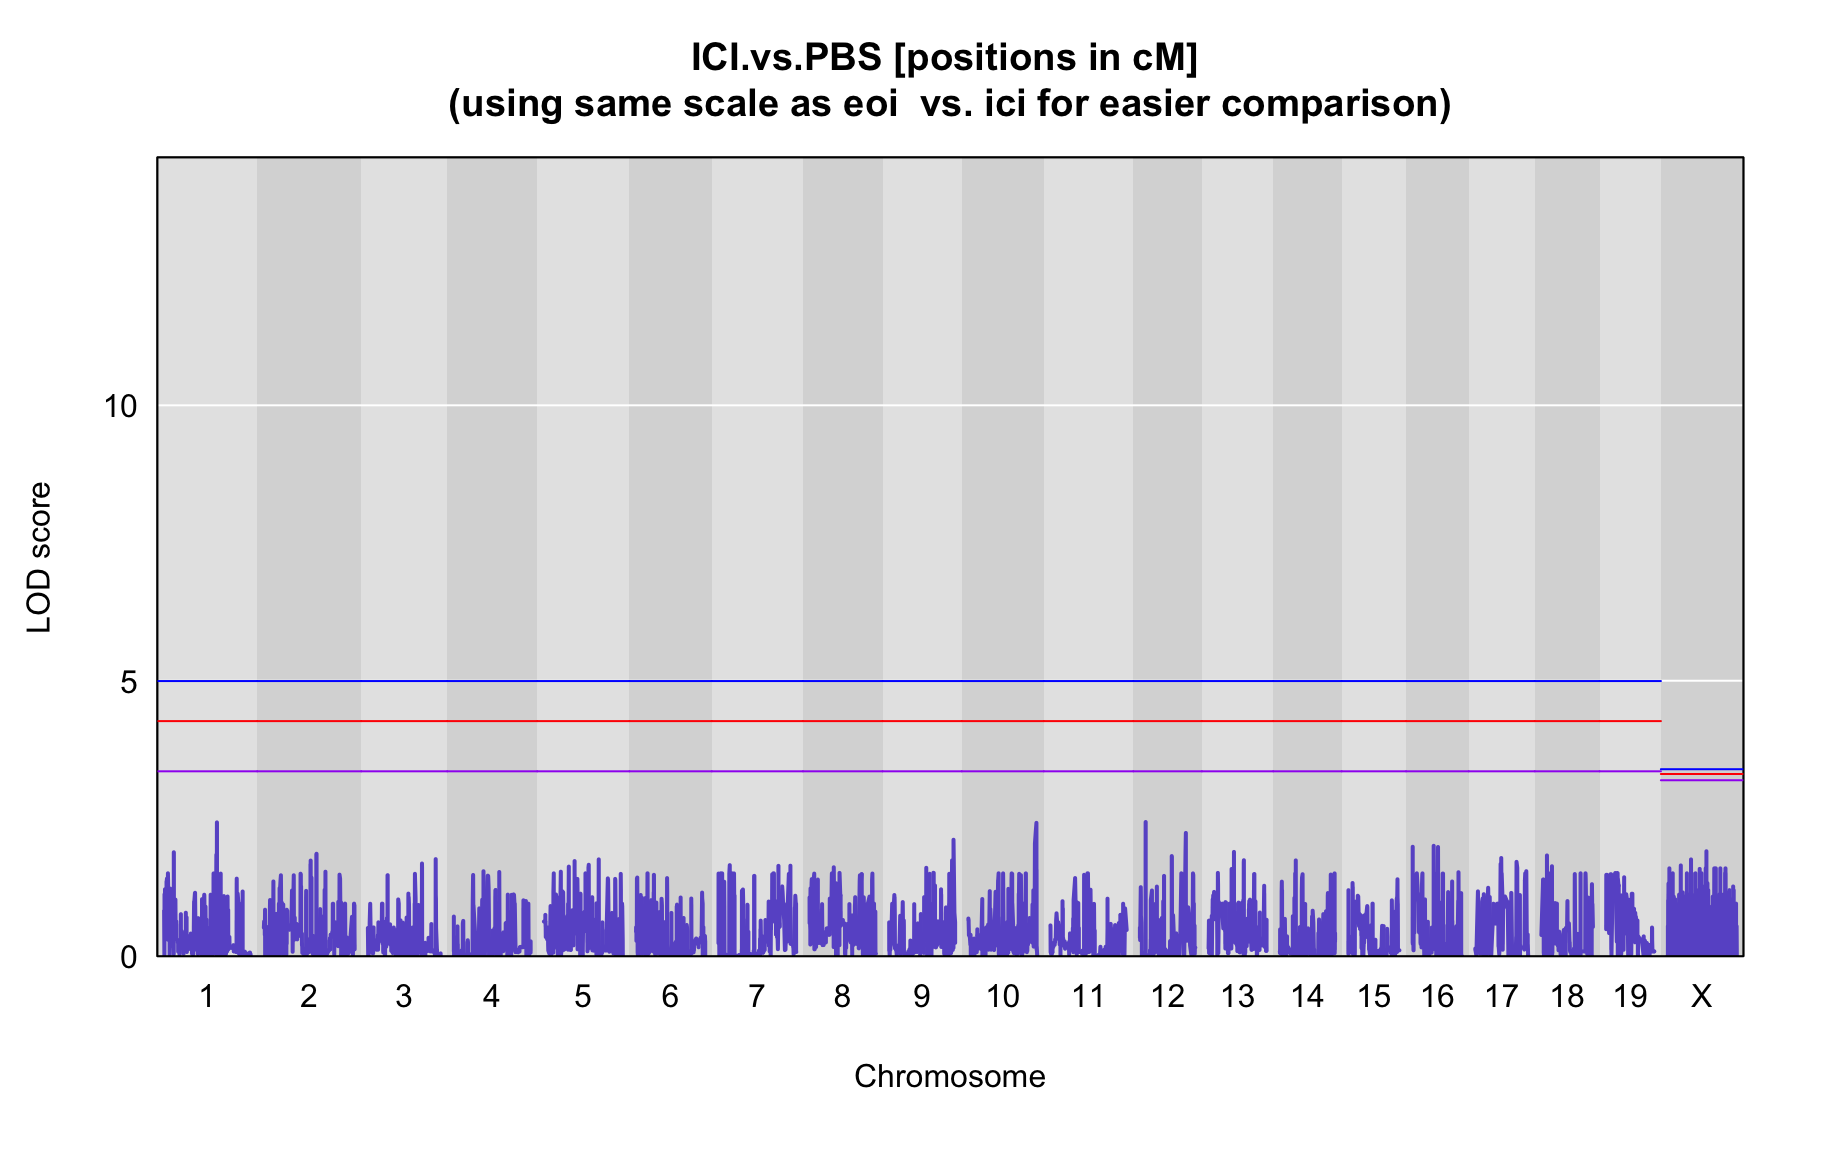 ICI.vs.PBS [positions in cM]
(using same scale as eoi  vs. ici for easier comparison)
10
5
0
LOD score
1 2 3 4 5 6 7 8 9 10 11 12 13 14 15 16 17 18 19 X
Chromosome